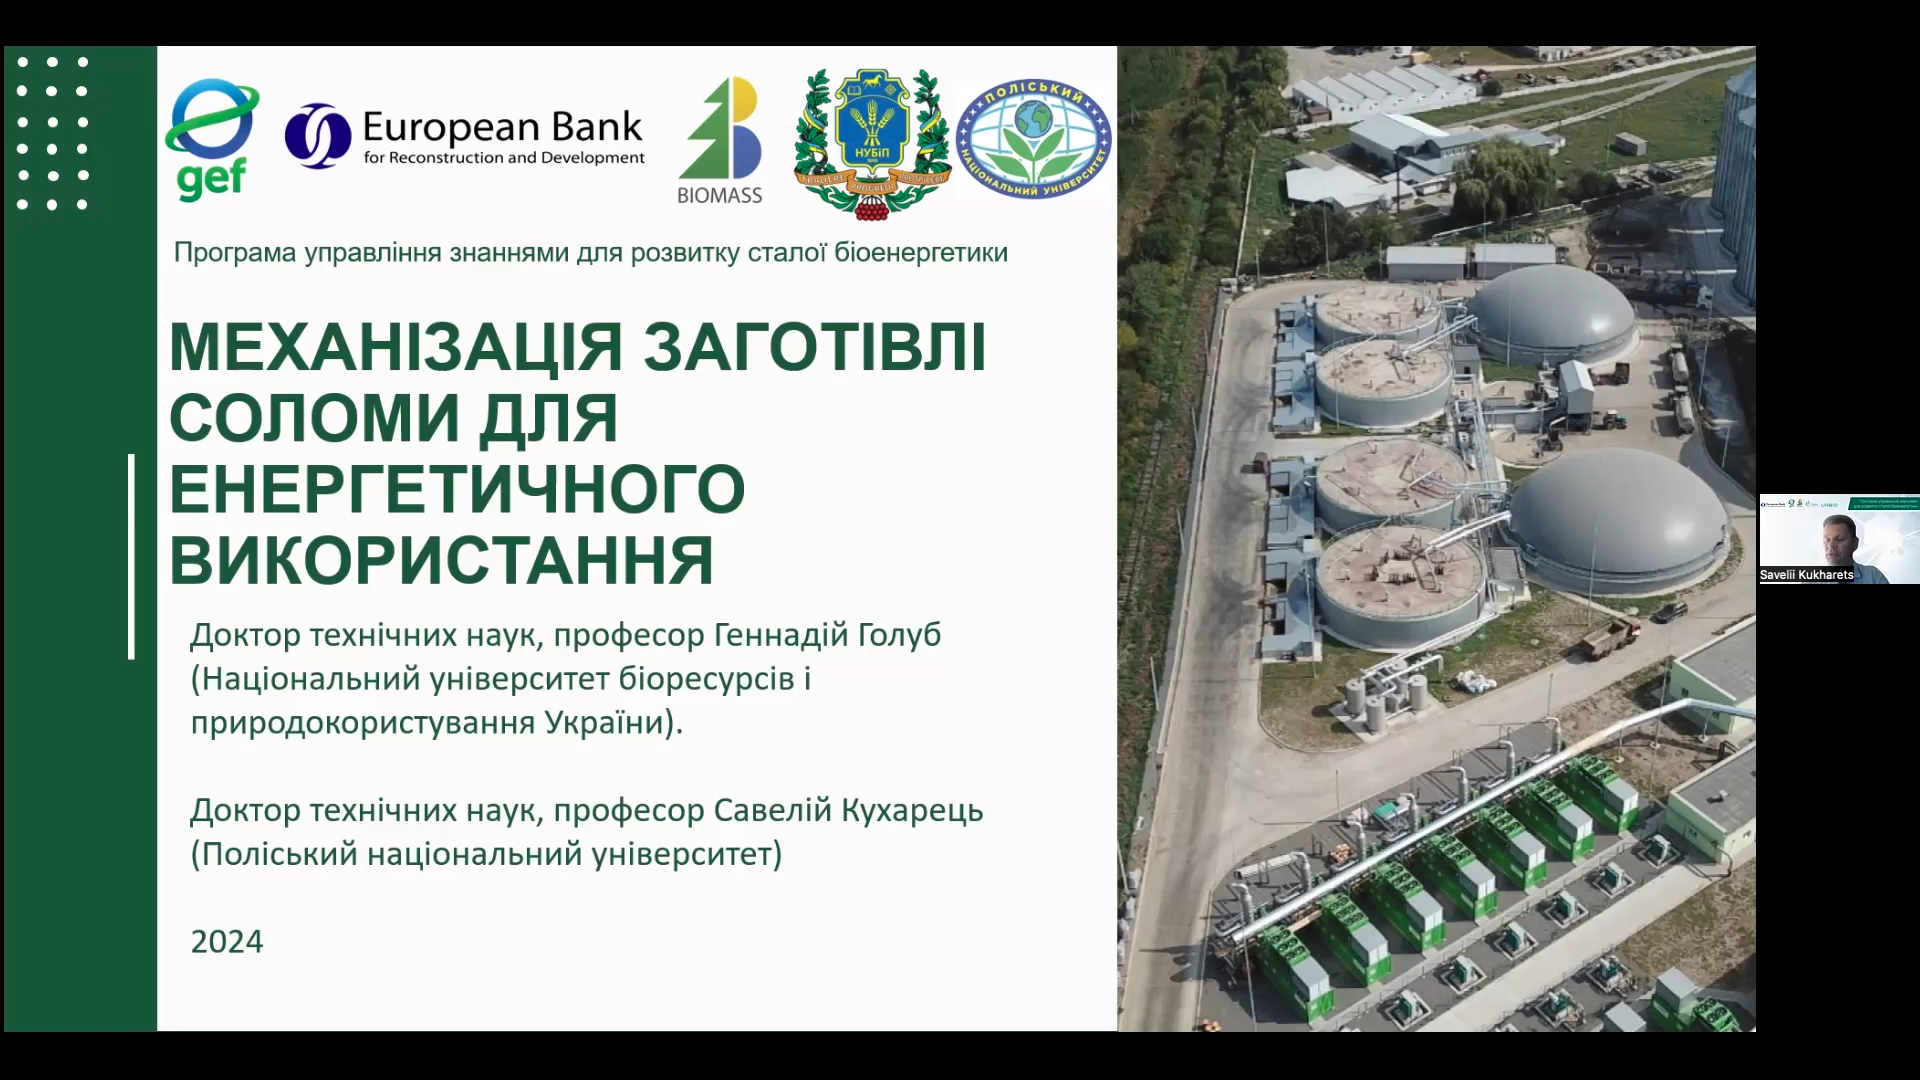 gef
European Bank
for Reconstruction and Development
BIOMASS
НУБІП
ПОЛІСЬКИЙ
НАЦІОНАЛЬНИЙ УНІВЕРСИТЕТ
Програма управління знаннями для розвитку сталої біоенергетики
МЕХАНІЗАЦІЯ ЗАГОТІВЛІ
СОЛОМИ ДЛЯ
ЕНЕРГЕТИЧНОГО
ВИКОРИСТАННЯ
Доктор технічних наук, професор Геннадій Голуб
(Національний університет біоресурсів і
природокористування України).
Доктор технічних наук, професор Савелій Кухарець
(Поліський національний університет)
2024
Savelii Kukharets